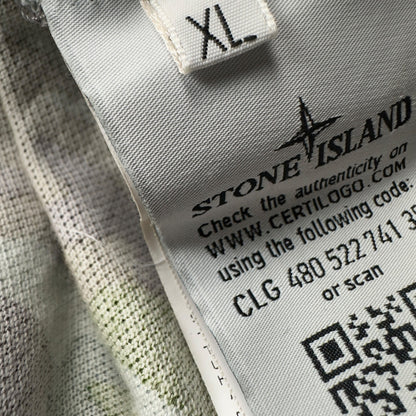 XL
STONE ISLAND
Check the authenticity on
WWW.CERTILOGO.COM
using the following code:
CLG 480 522 741
or scan